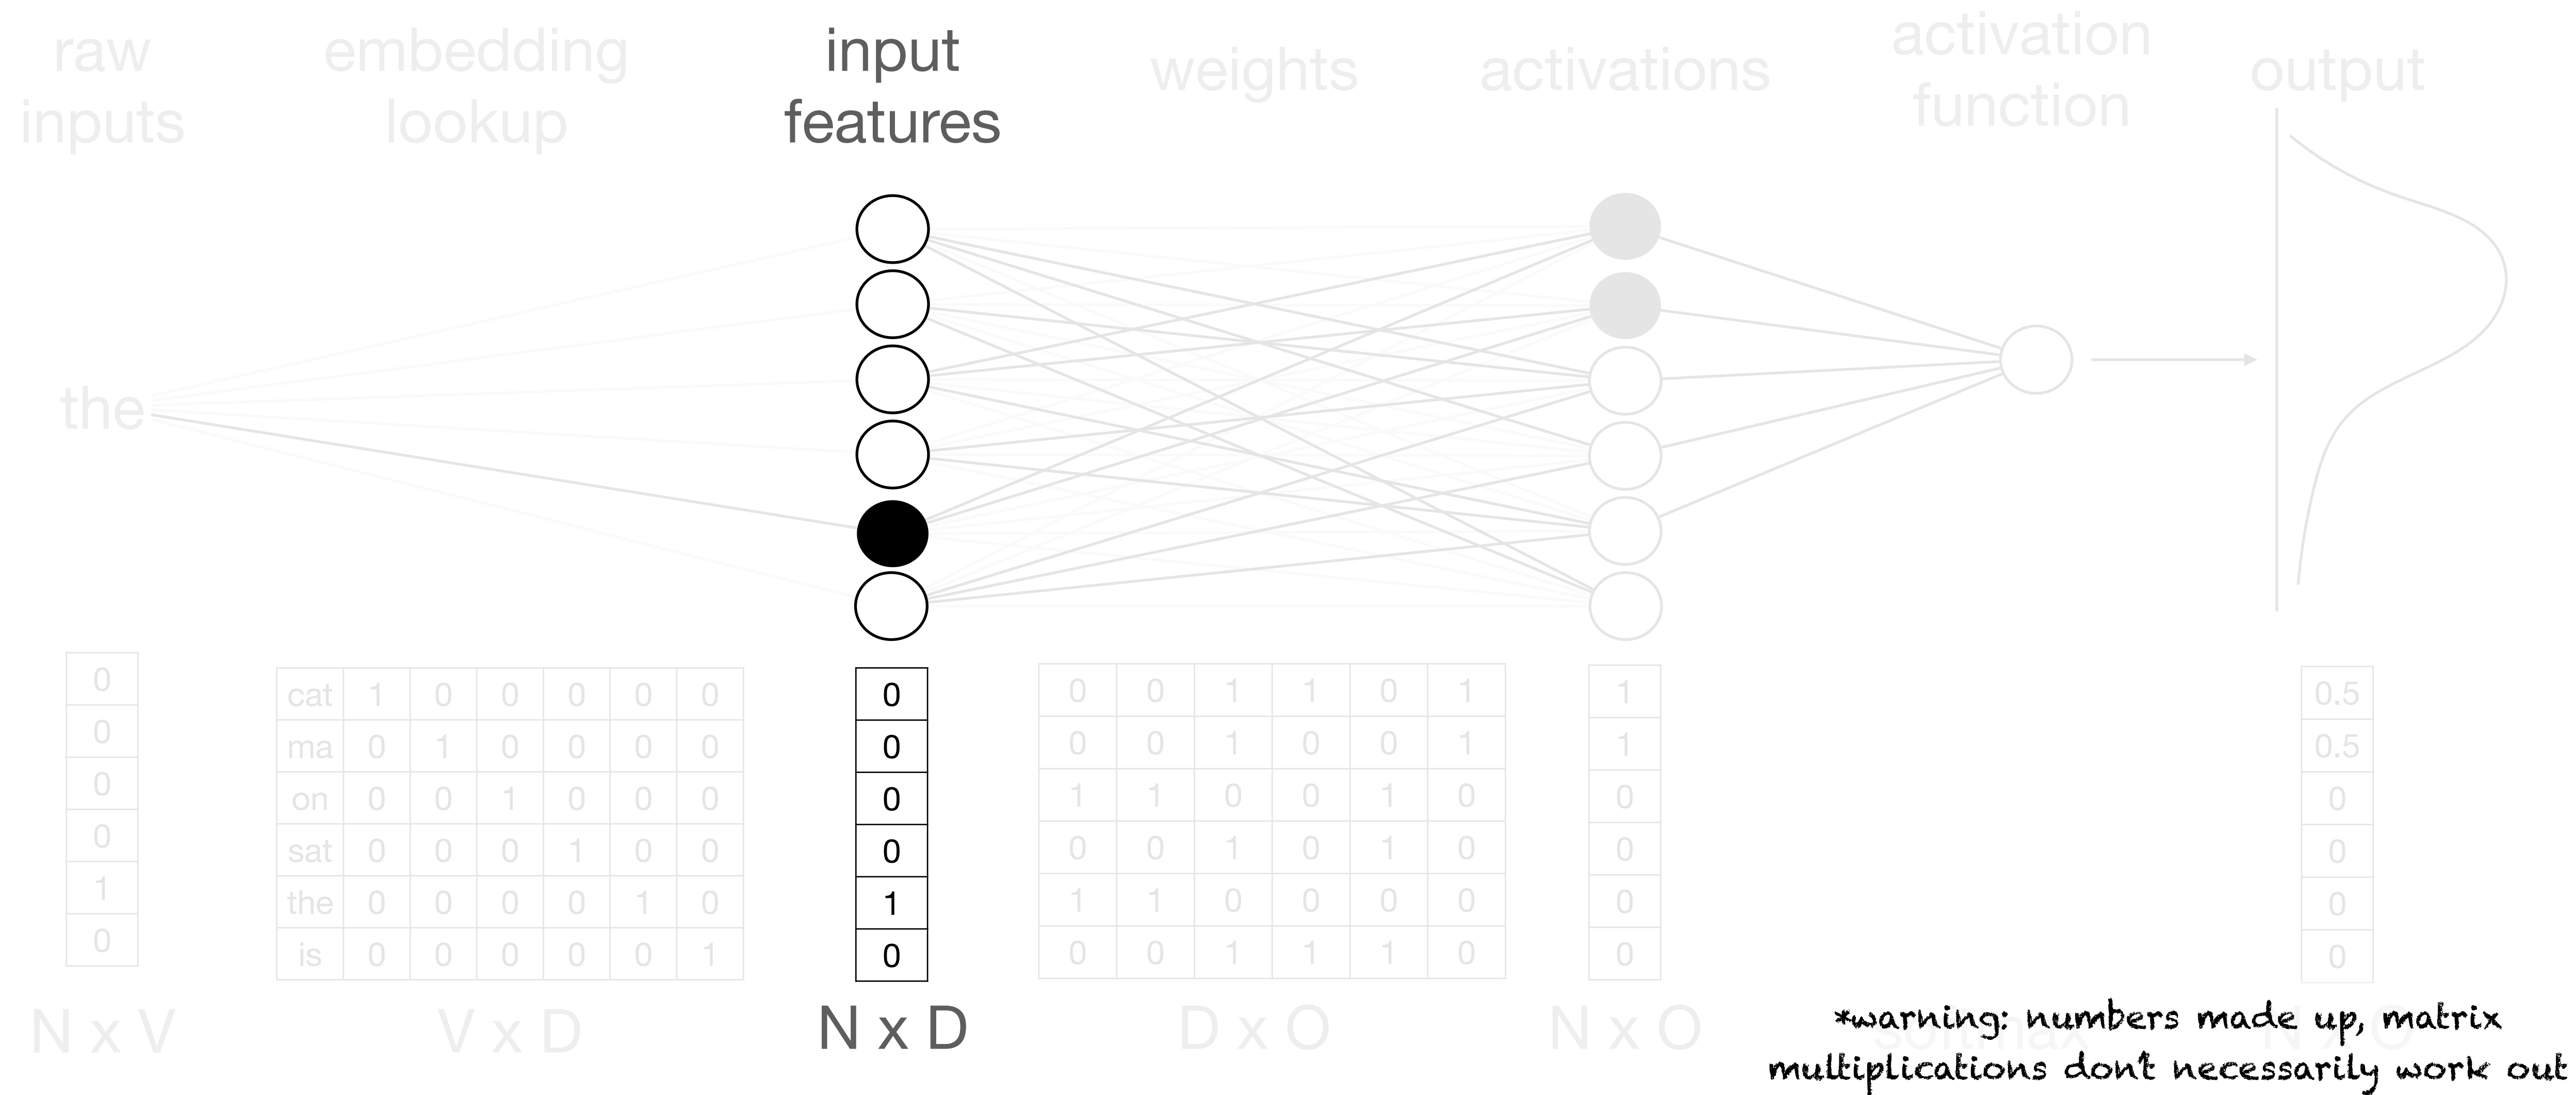 raw
inputs
embedding
lookup
input
features
weights
activations
activation
function
output
the
0
0
0
0
1
0
cat 1 0 0 0 0 0
ma 0 1 0 0 0 0
on 0 0 1 0 0 0
sat 0 0 0 1 0 0
the 0 0 0 0 1 0
is 0 0 0 0 0 1
0
0
0
0
1
0
0 0 1 1 0 1
0 0 1 0 0 1
1 1 0 0 1 0
0 0 1 0 1 0
1 1 0 0 0 0
0 0 1 1 1 0
1
1
0
0
0
0
0.5
0.5
0
0
0
0
N x V
V x D
N x D
D x O
N x O
softmax
N x O
*warning: numbers made up, matrix
multiplications don't necessarily work out